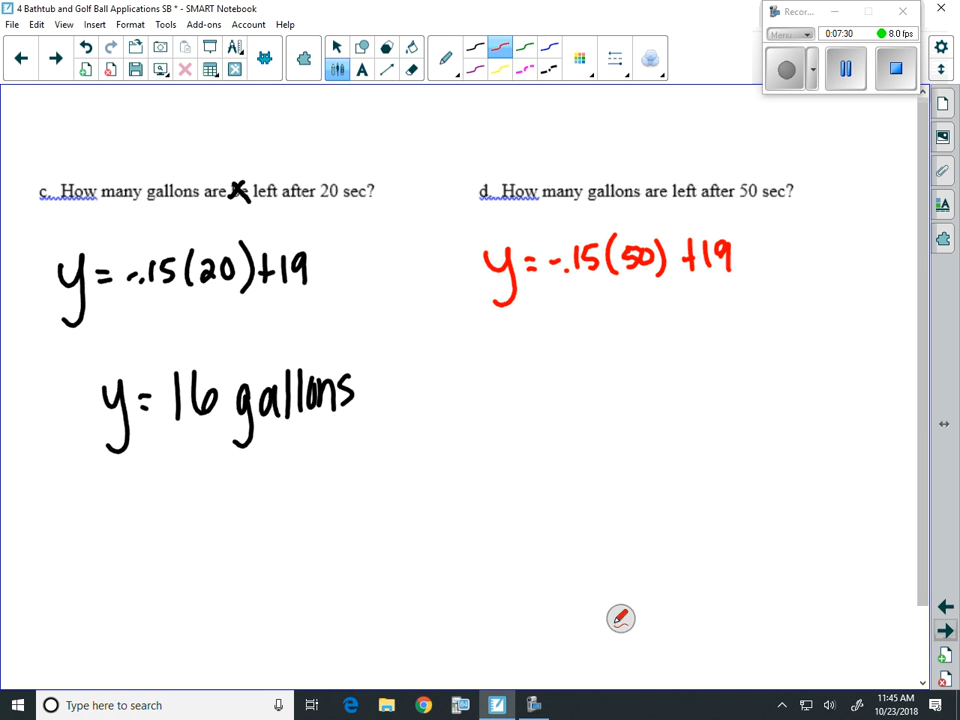 4 Bathtub and Golf Ball Applications SB * - SMART Notebook
File Edit View Insert Format Tools Add-ons Account Help
Recor...
Menu 0:07:30 8.0 fps
c. How many gallons are left after 20 sec?
d. How many gallons are left after 50 sec?
y = -.15(20)+19
y = -.15(50) +19
y = 16 gallons
Type here to search
11:45 AM
10/23/2018